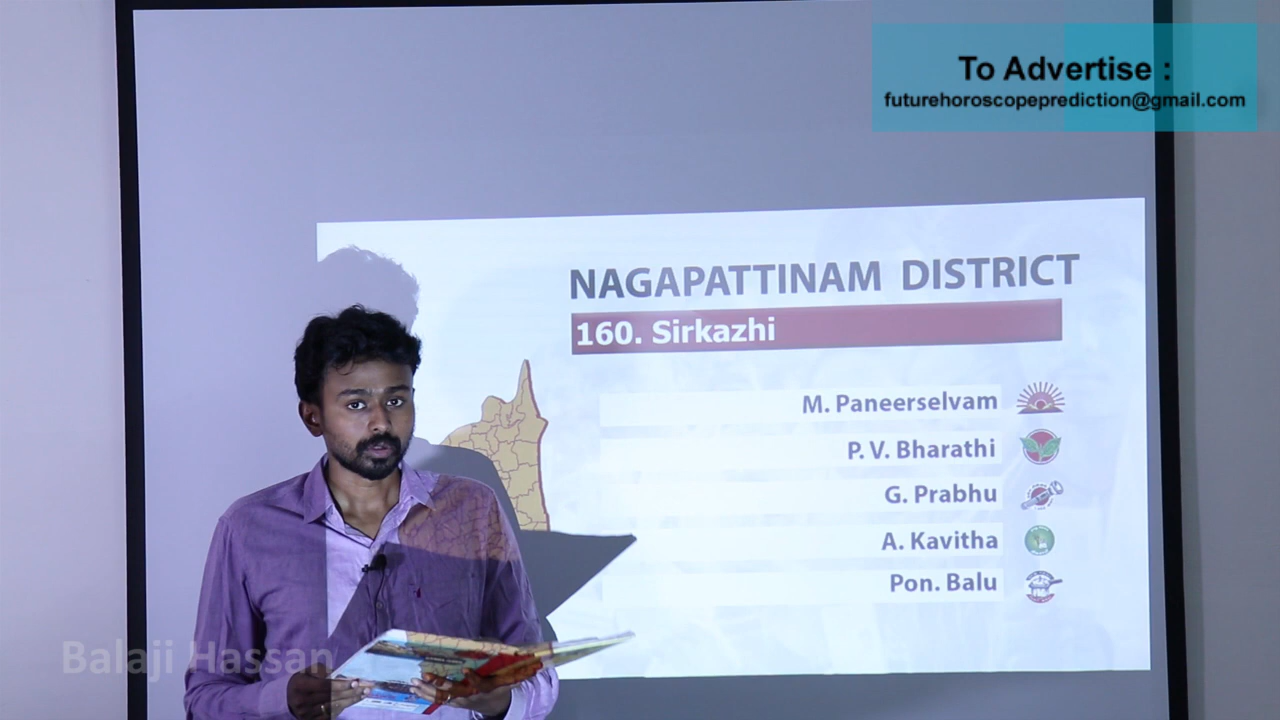 To Advertise :
futurehoroscopeprediction@gmail.com
NAGAPATTINAM DISTRICT
160. Sirkazhi
M. Paneerselvam
P. V. Bharathi
G. Prabhu
A. Kavitha
Pon. Balu
Balaji Hassan